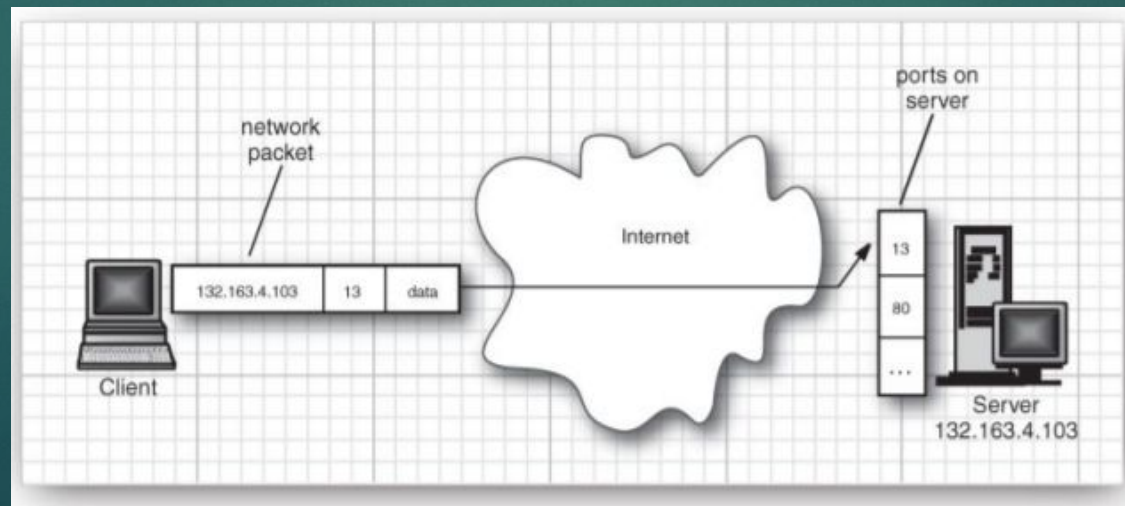 network
packet
132.163.4.103 13 data
Client
Internet
ports on
server
13
80
...
Server
132.163.4.103